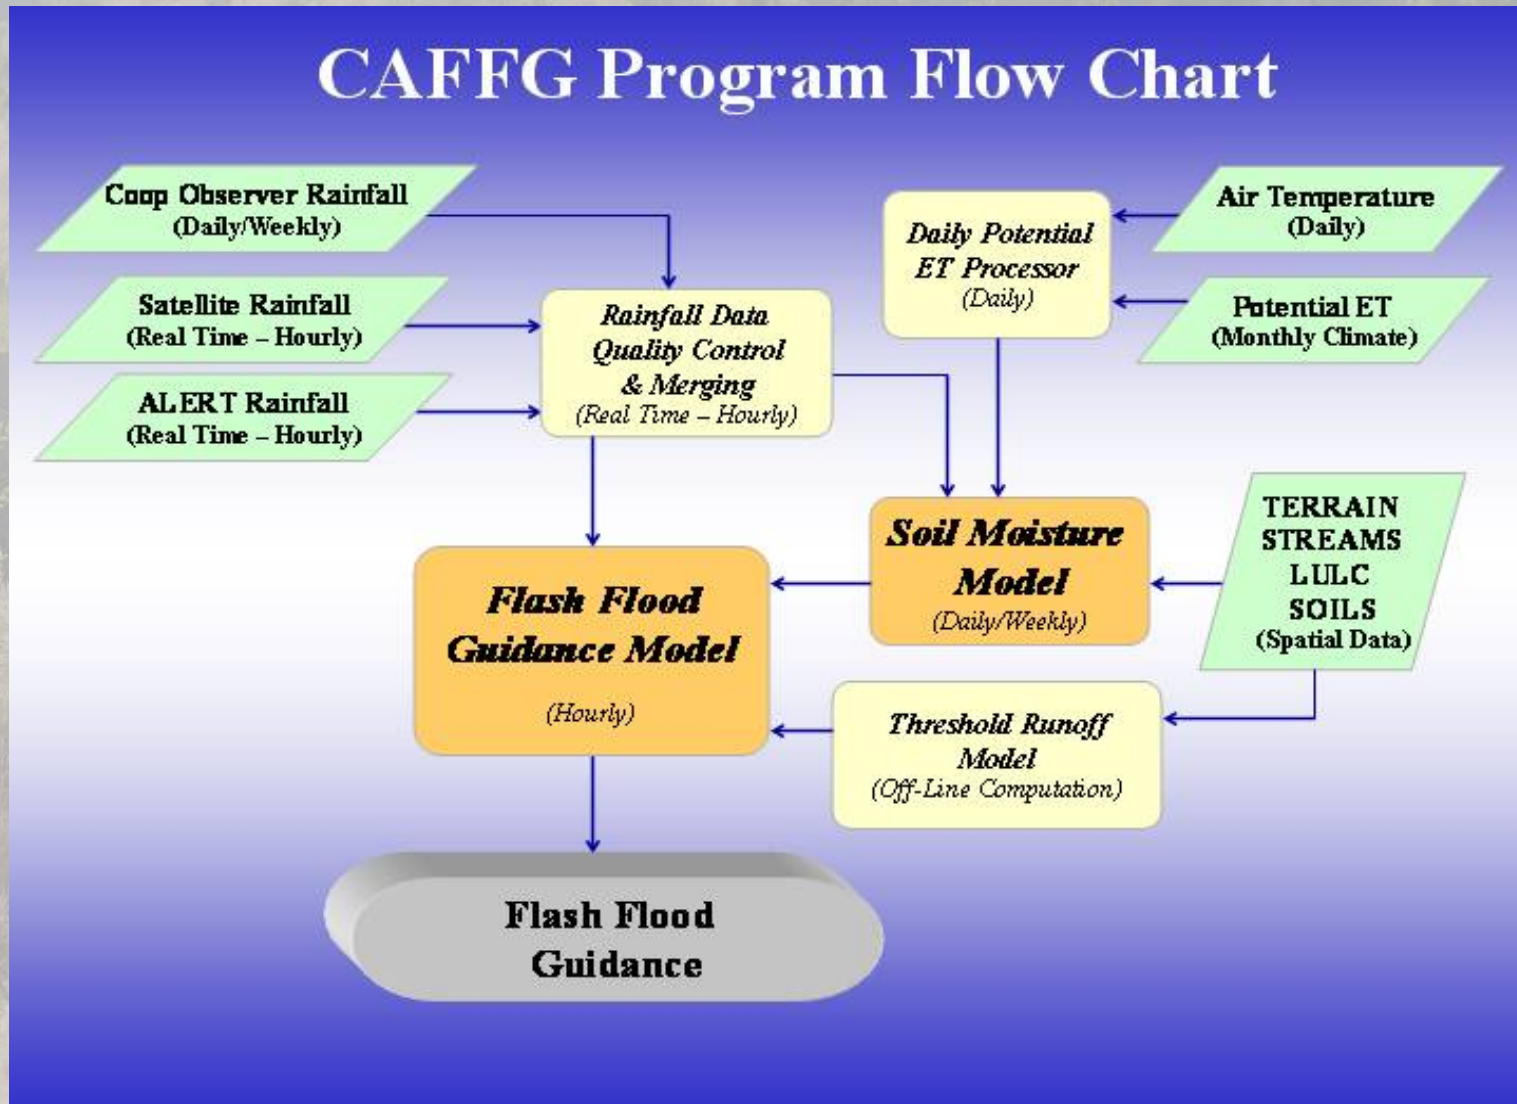 CAFFG Program Flow Chart
Coop Observer Rainfall
(Daily/Weekly)
Satellite Rainfall
(Real Time – Hourly)
ALERT Rainfall
(Real Time – Hourly)
Rainfall Data
Quality Control
& Merging
(Real Time – Hourly)
Daily Potential
ET Processor
(Daily)
Air Temperature
(Daily)
Potential ET
(Monthly Climate)
Soil Moisture
Model
(Daily/Weekly)
TERRAIN
STREAMS
LULC
SOILS
(Spatial Data)
Flash Flood
Guidance Model
(Hourly)
Threshold Runoff
Model
(Off-Line Computation)
Flash Flood
Guidance